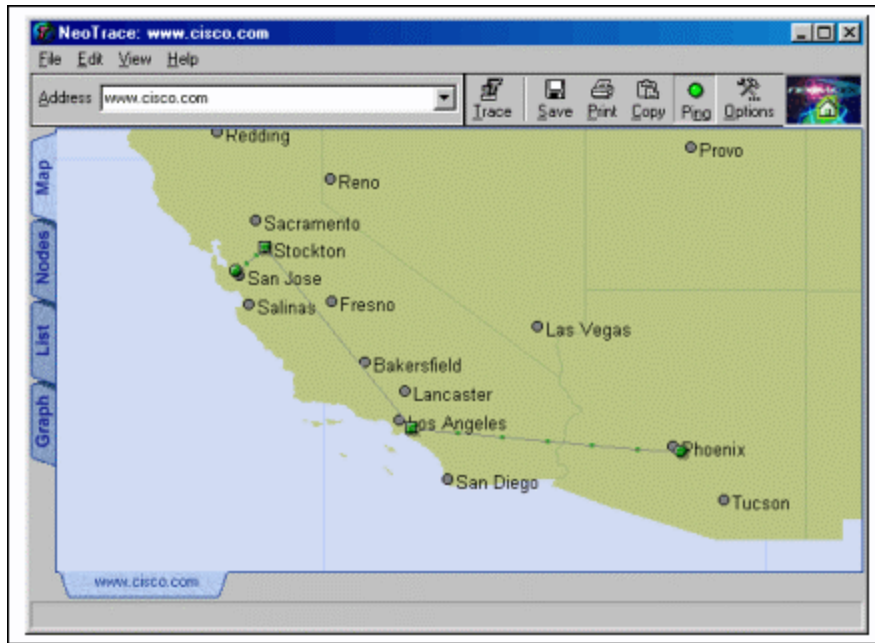 NeoTrace: www.cisco.com
File Edit View Help
Address www.cisco.com
Trace Save Print Copy Ping Options
Map
Nodes
List
Graph
Redding
Provo
Reno
Sacramento
Stockton
San Jose
Salinas
Fresno
Las Vegas
Bakersfield
Lancaster
Los Angeles
Phoenix
San Diego
Tucson
www.cisco.com